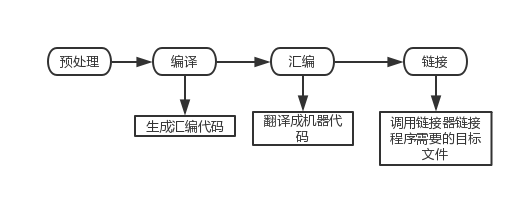 预处理
编译
汇编
链接
生成汇编代码
翻译成机器代
码
调用链接器链接
程序需要的目标
文件